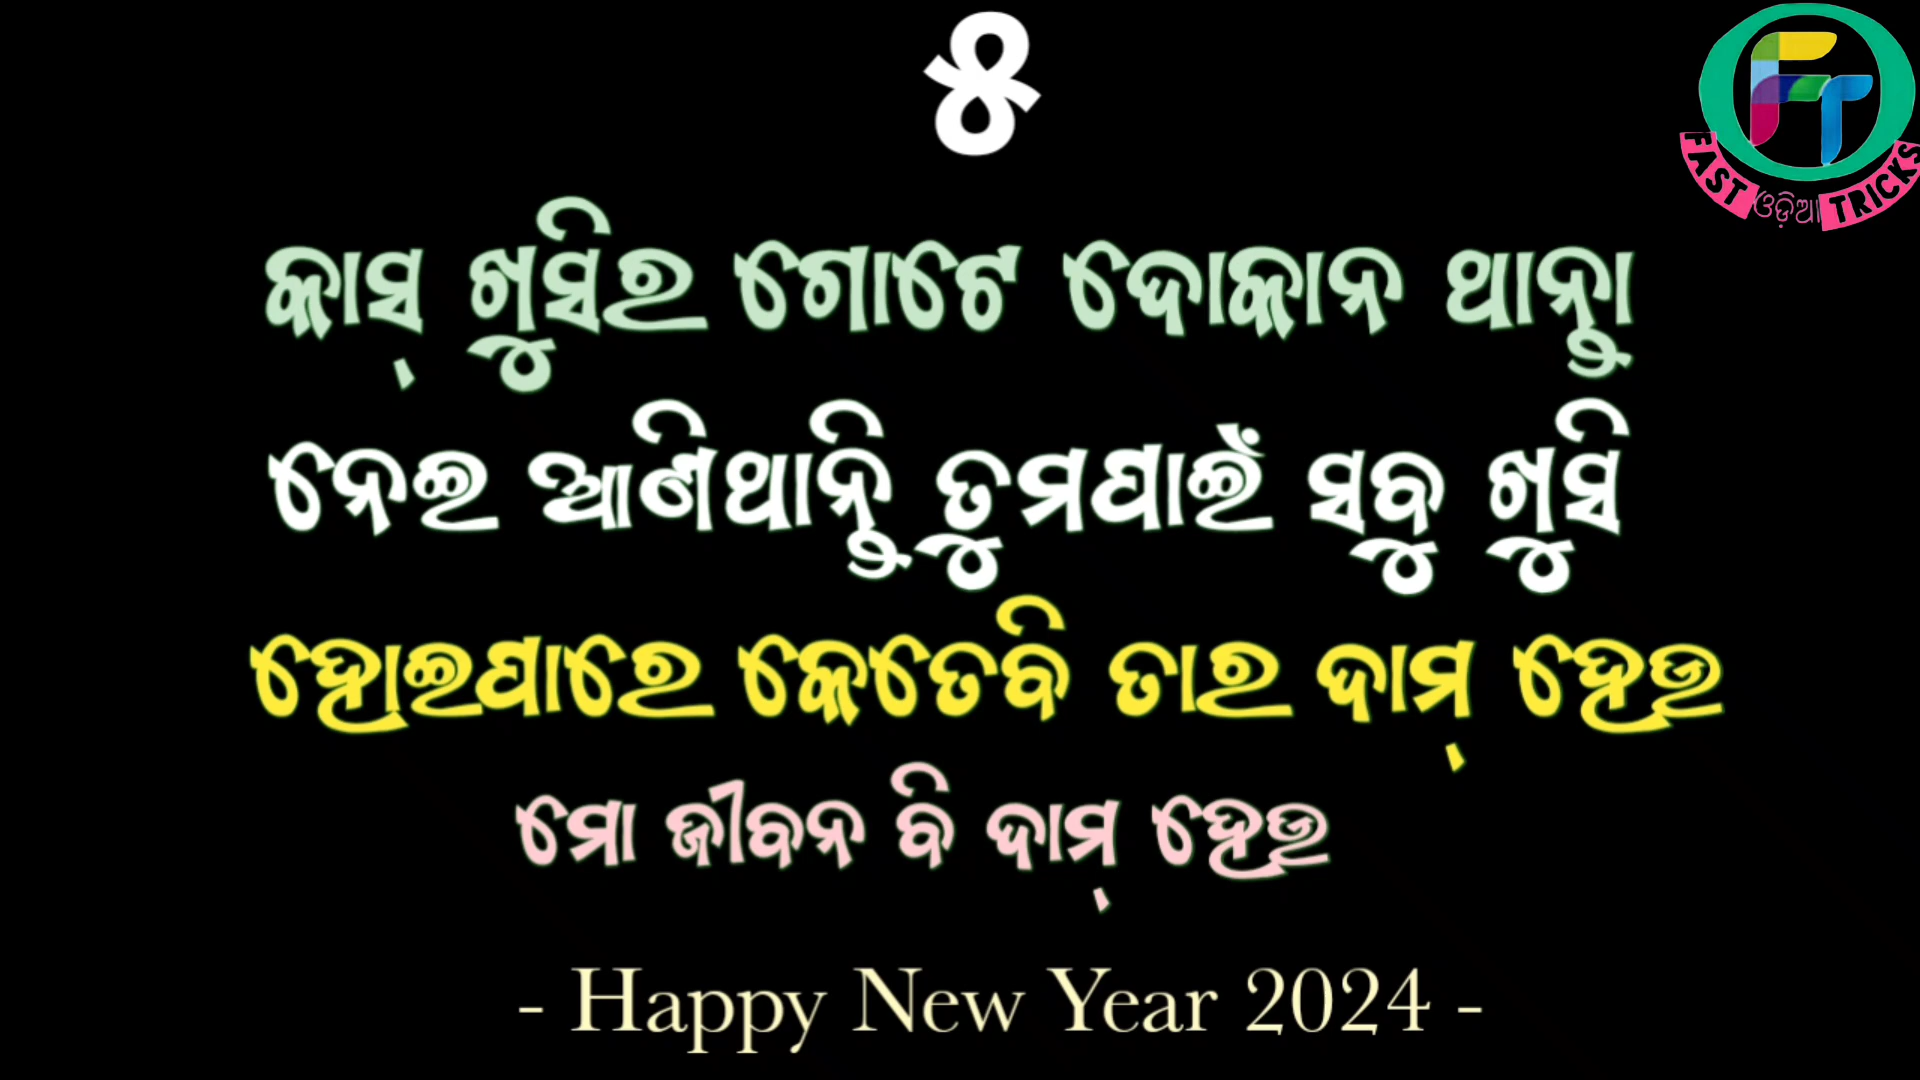 ୫
FAST ଓଡ଼ିଆ TRICKS
କାସ୍ ଖୁସିର ଗୋଟେ ଦୋକାନ ଥାନ୍ତା
ନେଇ ଆଣିଥାନ୍ତି ତୁମପାଇଁ ସବୁ ଖୁସି
ହୋଇପାରେ କେତେବି ତାର ଦାମ୍ ହେଉ
ମୋ ଜୀବନ ବି ଦାମ୍ ହେଉ
- Happy New Year 2024 -